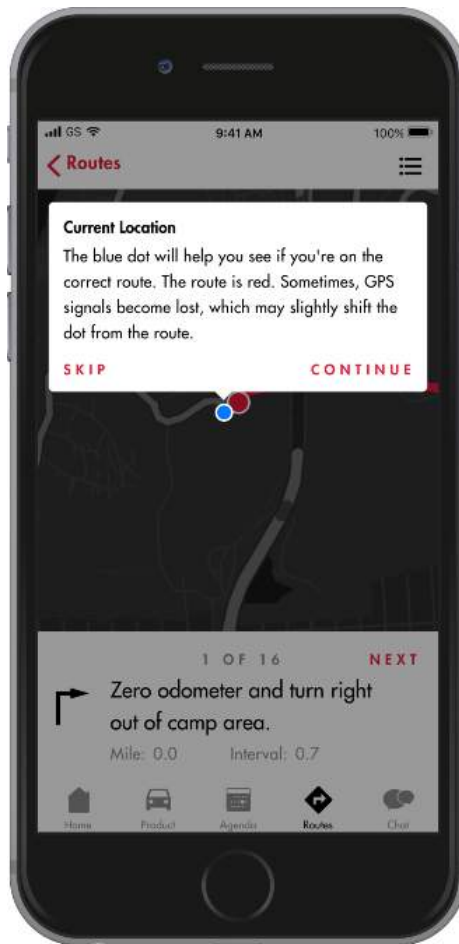 GS 9:41 AM 100%
Routes
Current Location
The blue dot will help you see if you're on the
correct route. The route is red. Sometimes, GPS
signals become lost, which may slightly shift the
dot from the route.
SKIP CONTINUE
1 OF 16 NEXT
Zero odometer and turn right
out of camp area.
Mile: 0.0 Interval: 0.7
Home Product Agenda Routes Chat